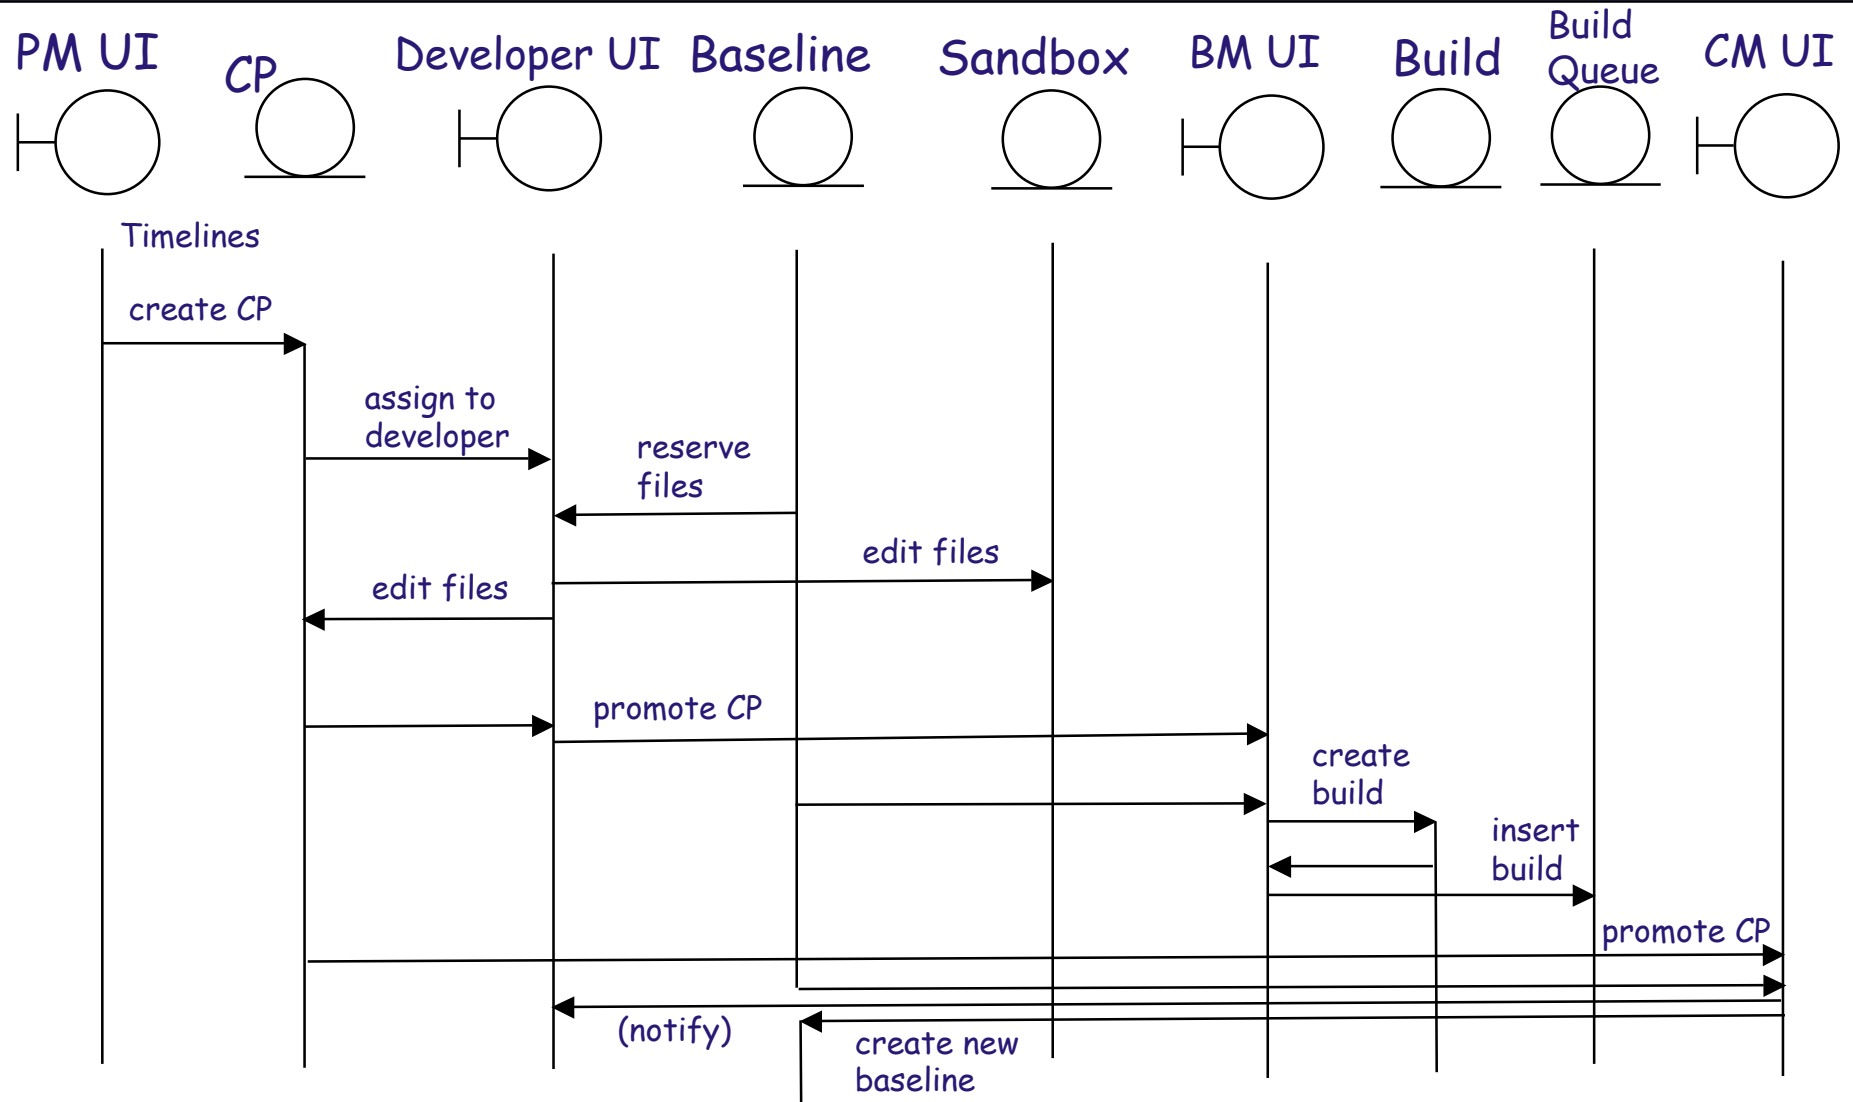 PM UI
CP
Developer UI
Baseline
Sandbox
BM UI
Build
Build
Queue
CM UI
Timelines
create CP
assign to
developer
reserve
files
edit files
edit files
promote CP
create
build
insert
build
promote CP
(notify)
create new
baseline